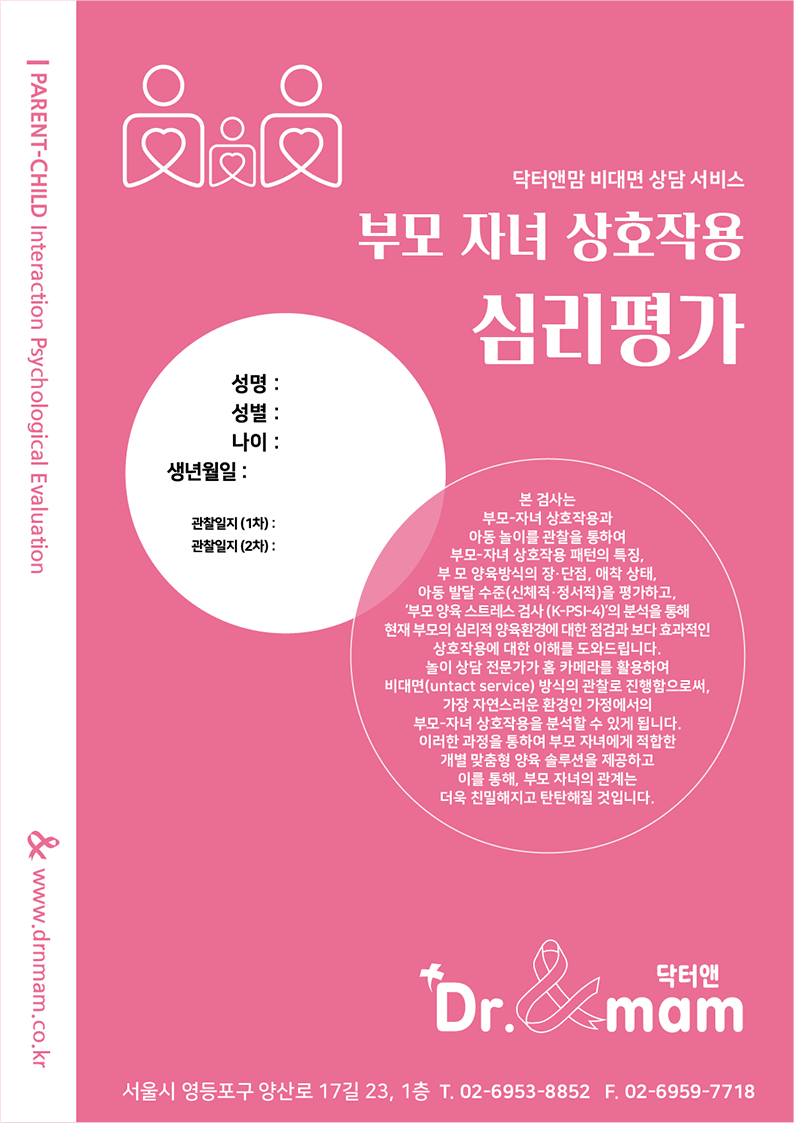 PARENT-CHILD Interaction Psychological Evaluation
닥터앤맘 비대면 상담 서비스
부모 자녀 상호작용
심리평가
성명 :
성별 :
나이 :
생년월일 :
관찰일지 (1차) :
관찰일지 (2차) :
본 검사는
부모-자녀 상호작용과
아동 놀이를 관찰을 통하여
부모-자녀 상호작용 패턴의 특징,
부 모 양육방식의 장·단점, 애착 상태,
아동 발달 수준(신체적·정서적)을 평가하고,
‘부모 양육 스트레스 검사 (K-PSI-4)’의 분석을 통해
현재 부모의 심리적 양육환경에 대한 점검과 보다 효과적인
상호작용에 대한 이해를 도와드립니다.
놀이 상담 전문가가 홈 카메라를 활용하여
비대면(untact service) 방식의 관찰로 진행함으로써,
가장 자연스러운 환경인 가정에서의
부모-자녀 상호작용을 분석할 수 있게 됩니다.
이러한 과정을 통하여 부모 자녀에게 적합한
개별 맞춤형 양육 솔루션을 제공하고
이를 통해, 부모 자녀의 관계는
더욱 친밀해지고 탄탄해질 것입니다.
www.drnmam.co.kr
닥터앤
Dr.&mam
서울시 영등포구 양산로 17길 23, 1층 T. 02-6953-8852 F. 02-6959-7718